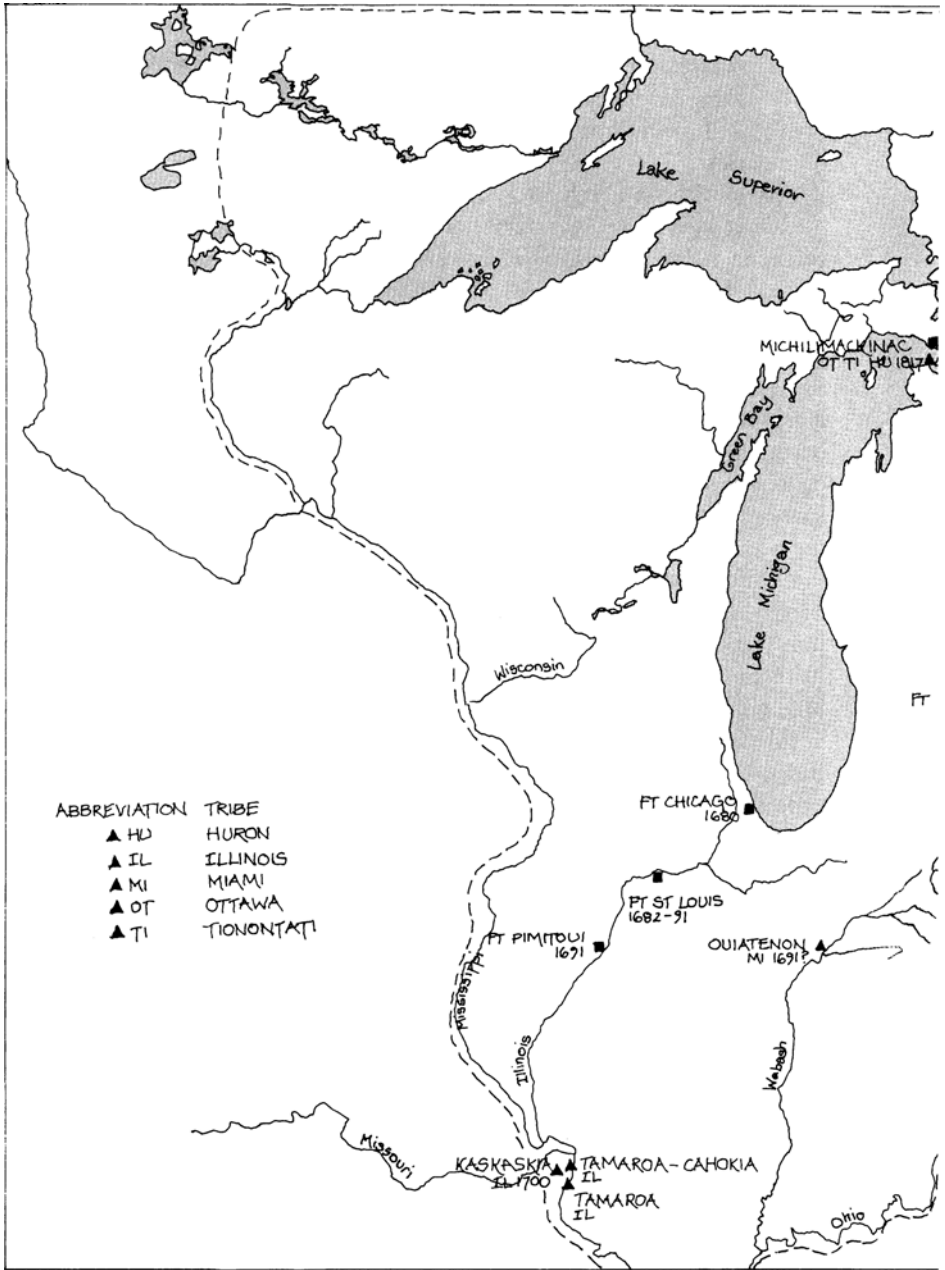 Lake Superior
MICHILIMACKINAC
OT TI HU 181?
Green Bay
Lake Michigan
Wisconsin
FT
FT CHICAGO
1680
ABBREVIATION TRIBE
▲ HU HURON
▲ IL ILLINOIS
▲ MI MIAMI
▲ OT OTTAWA
▲ TI TIONONTATI
FT ST LOUIS
1682-91
FT PIMITOUI
1691
OUIATENON
MI 1691?
Mississippi
Illinois
Wabash
Missouri
KASKASKIA
IL 1700
TAMAROA-CAHOKIA
IL
TAMAROA
IL
Ohio